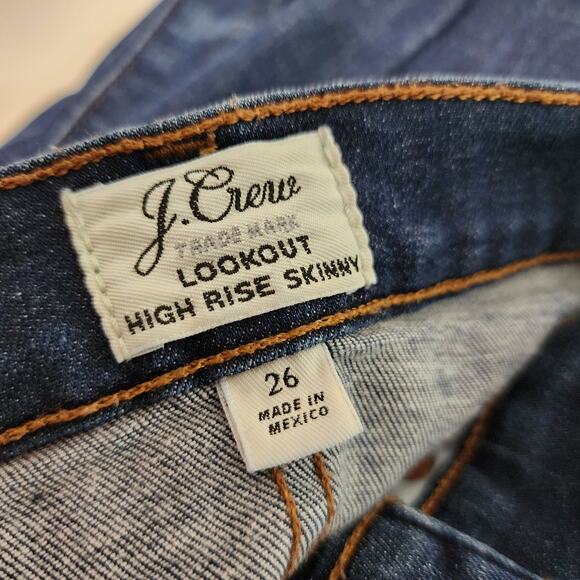 J.Crew
TRADE MARK
LOOKOUT
HIGH RISE SKINNY
26
MADE IN
MEXICO